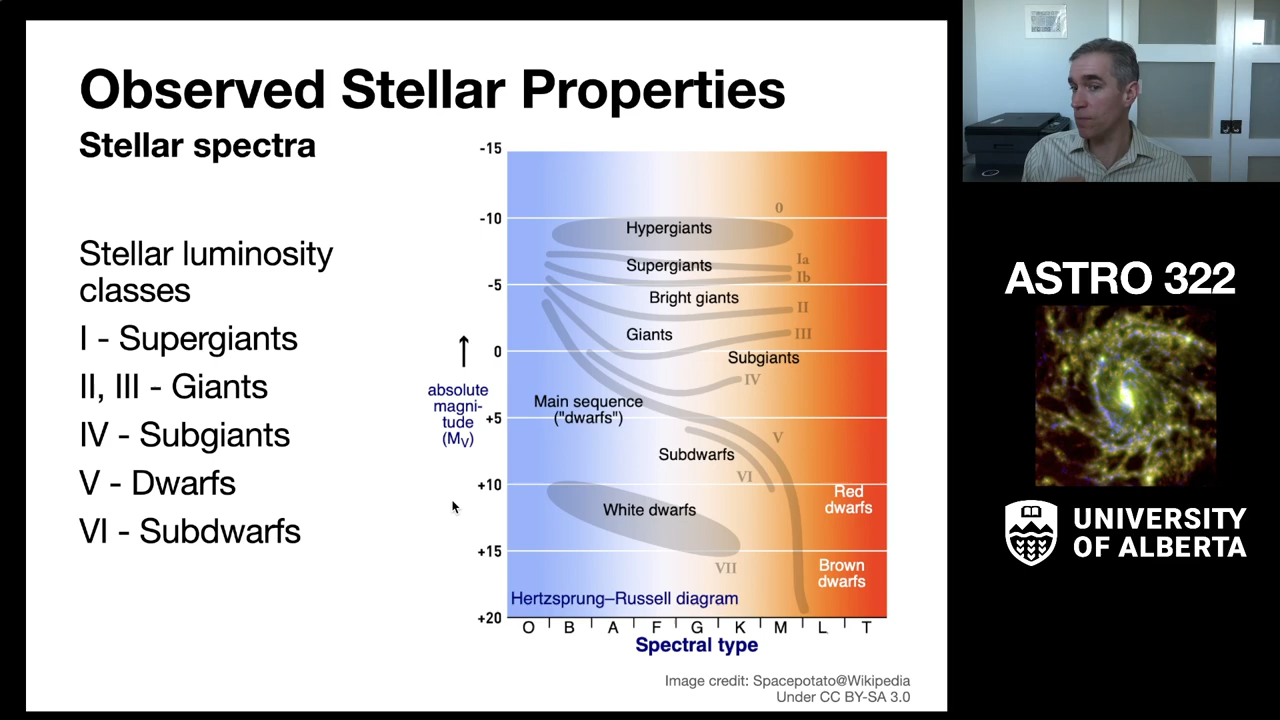 Observed Stellar Properties
Stellar spectra
Stellar luminosity
classes
I - Supergiants
II, III - Giants
IV - Subgiants
V - Dwarfs
VI - Subdwarfs
-15
-10
-5
0
+5
+10
+15
+20
absolute
magni-
tude
(MV)
0
Hypergiants
Ia
Supergiants
Ib
Bright giants
II
Giants
III
Subgiants
IV
Main sequence
("dwarfs")
V
Subdwarfs
VI
Red
dwarfs
White dwarfs
VII
Brown
dwarfs
Hertzsprung–Russell diagram
O B A F G K M L T
Spectral type
Image credit: Spacepotato@Wikipedia
Under CC BY-SA 3.0
ASTRO 322
UNIVERSITY
OF ALBERTA